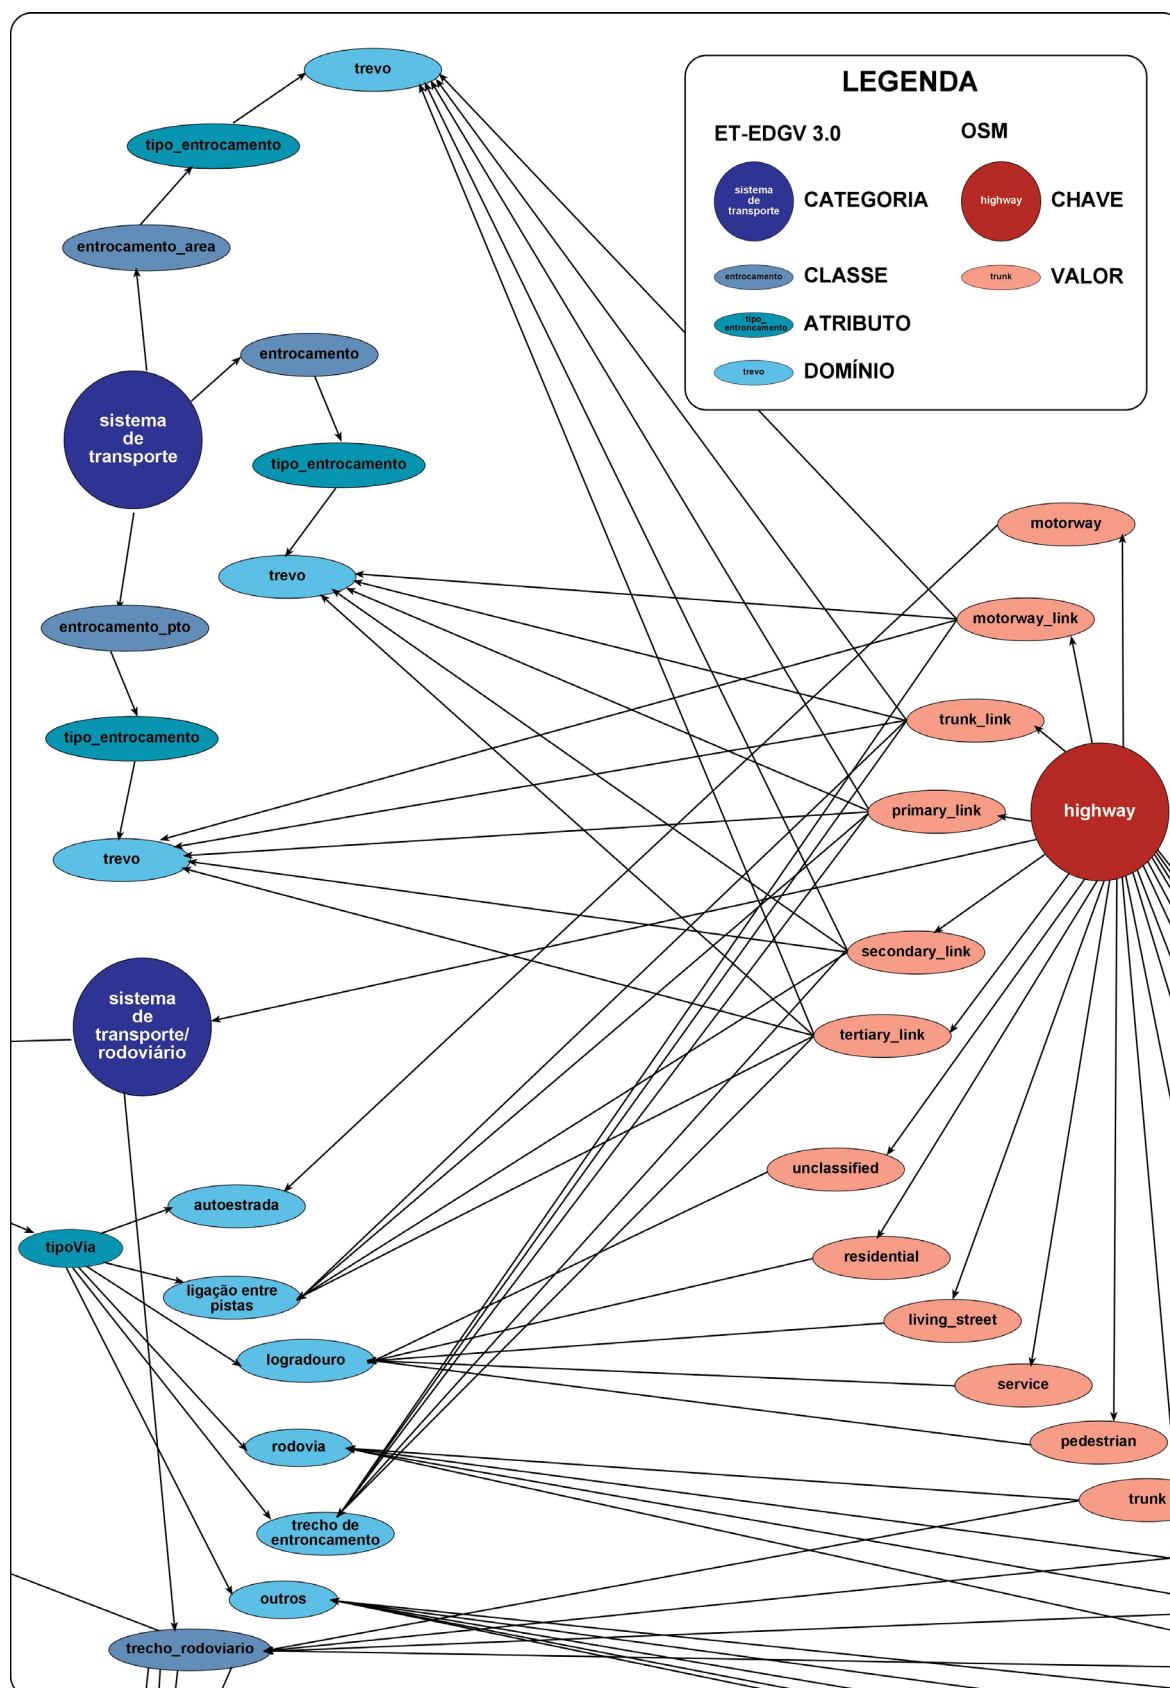 trevo
tipo_entrocamento
entrocamento_area
entrocamento
sistema
de
transporte
tipo_entrocamento
trevo
entrocamento_pto
tipo_entrocamento
trevo
sistema
de
transporte/
rodoviário
autoestrada
tipoVia
ligação entre
pistas
logradouro
rodovia
trecho de
entroncamento
outros
trecho_rodoviario
LEGENDA
ET-EDGV 3.0
OSM
sistema
de
transporte
CATEGORIA
highway
CHAVE
entrocamento
CLASSE
trunk
VALOR
tipo_
entroncamento
ATRIBUTO
trevo
DOMÍNIO
motorway
motorway_link
trunk_link
primary_link
highway
secondary_link
tertiary_link
unclassified
residential
living_street
service
pedestrian
trunk